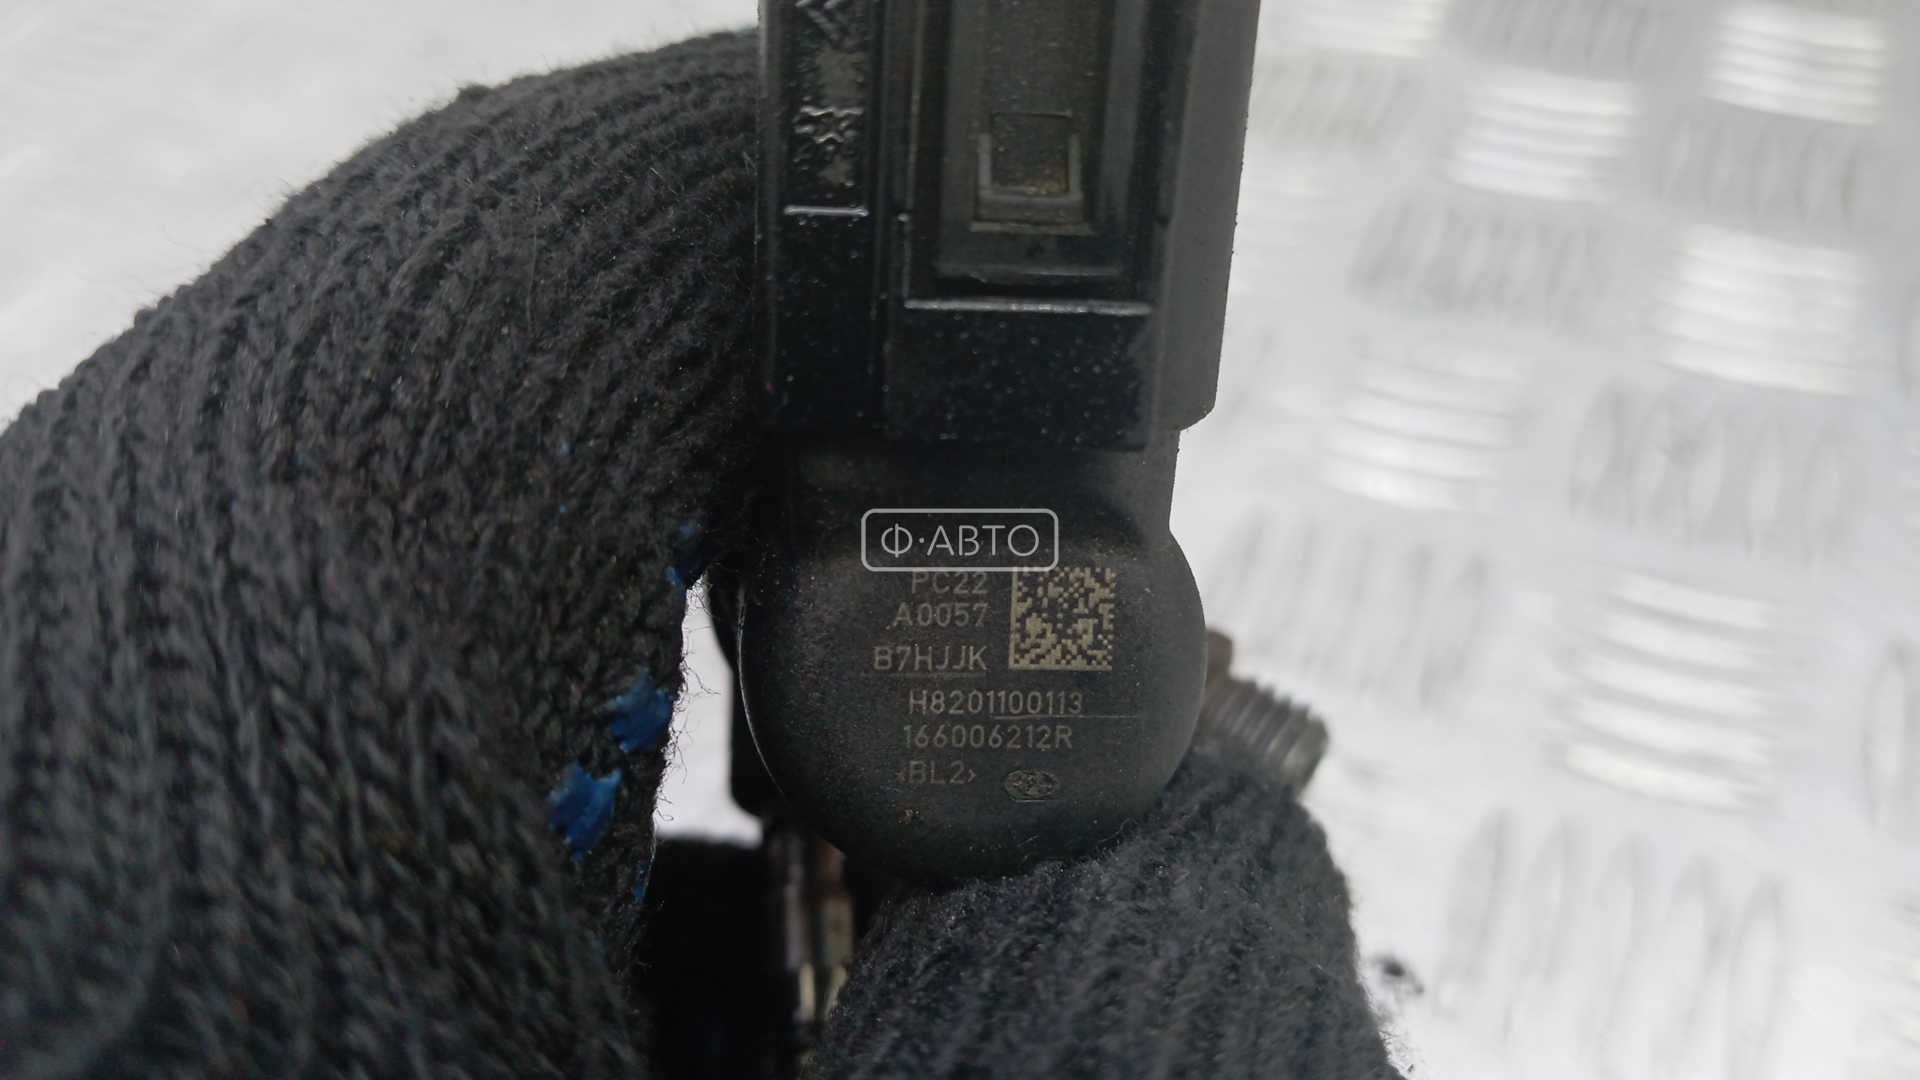 Ф·АВТО
PC22
A0057
B7HJJK
H8201100113
166006212R
‹BL2›